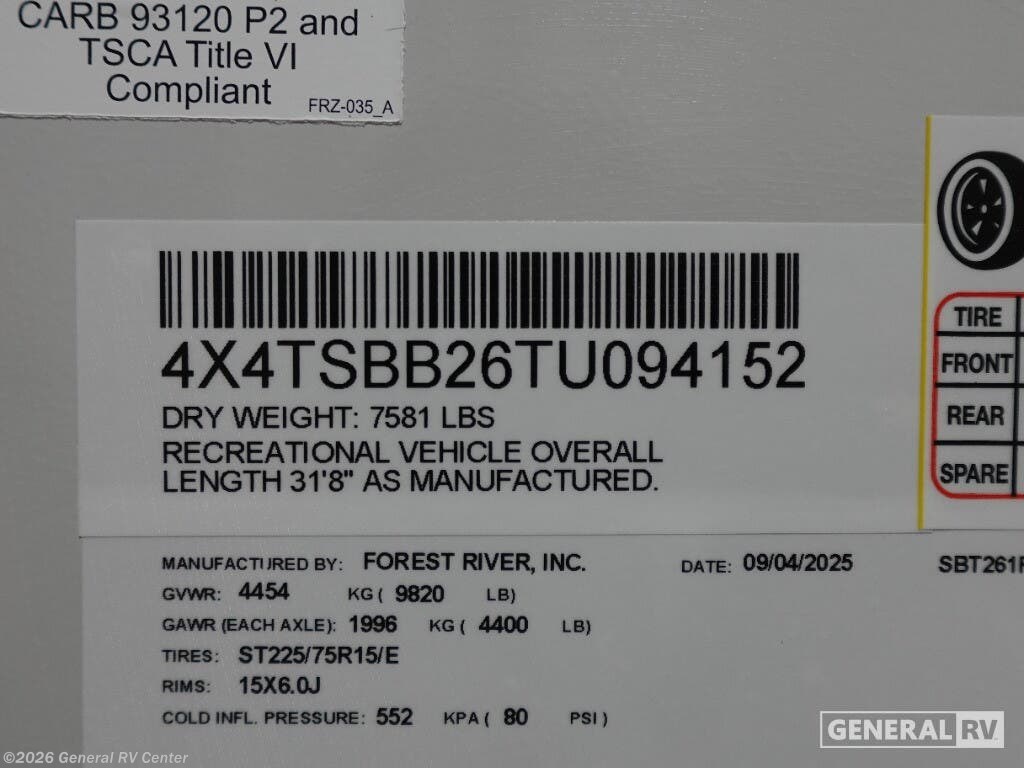 CARB 93120 P2 and
TSCA Title VI
Compliant
FRZ-035_A
4X4TSBB26TU094152
DRY WEIGHT: 7581 LBS
RECREATIONAL VEHICLE OVERALL
LENGTH 31'8" AS MANUFACTURED.
TIRE
FRONT
REAR
SPARE
MANUFACTURED BY: FOREST RIVER, INC. DATE: 09/04/2025 SBT261
GVWR: 4454 KG ( 9820 LB)
GAWR (EACH AXLE): 1996 KG ( 4400 LB)
TIRES: ST225/75R15/E
RIMS: 15X6.0J
COLD INFL. PRESSURE: 552 KPA ( 80 PSI )
GENERAL RV
©2026 General RV Center